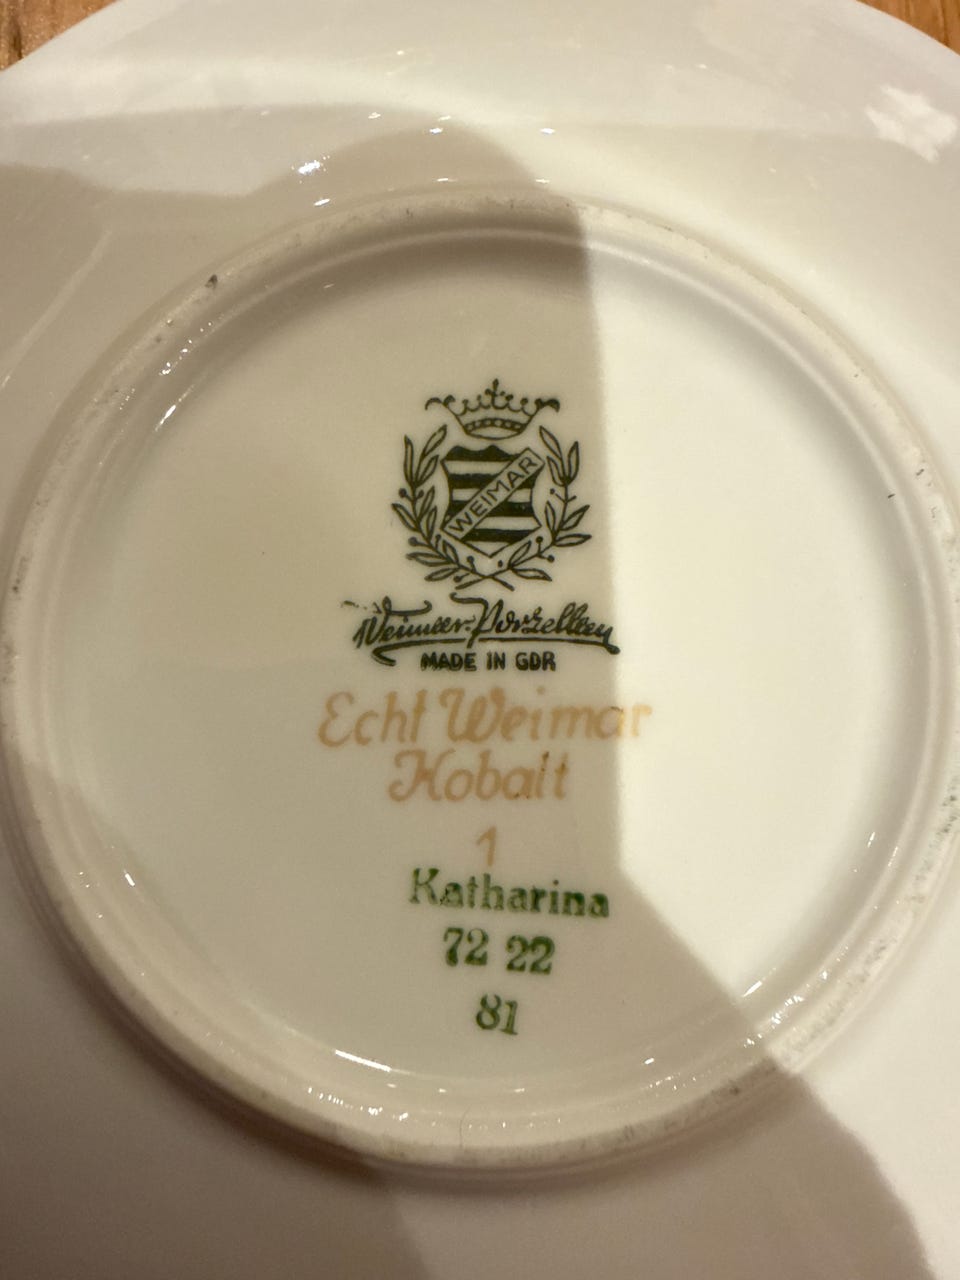 WEIMAR
Weimar-Porzellan
MADE IN GDR
Echt Weimar
Kobalt
1
Katharina
72 22
81